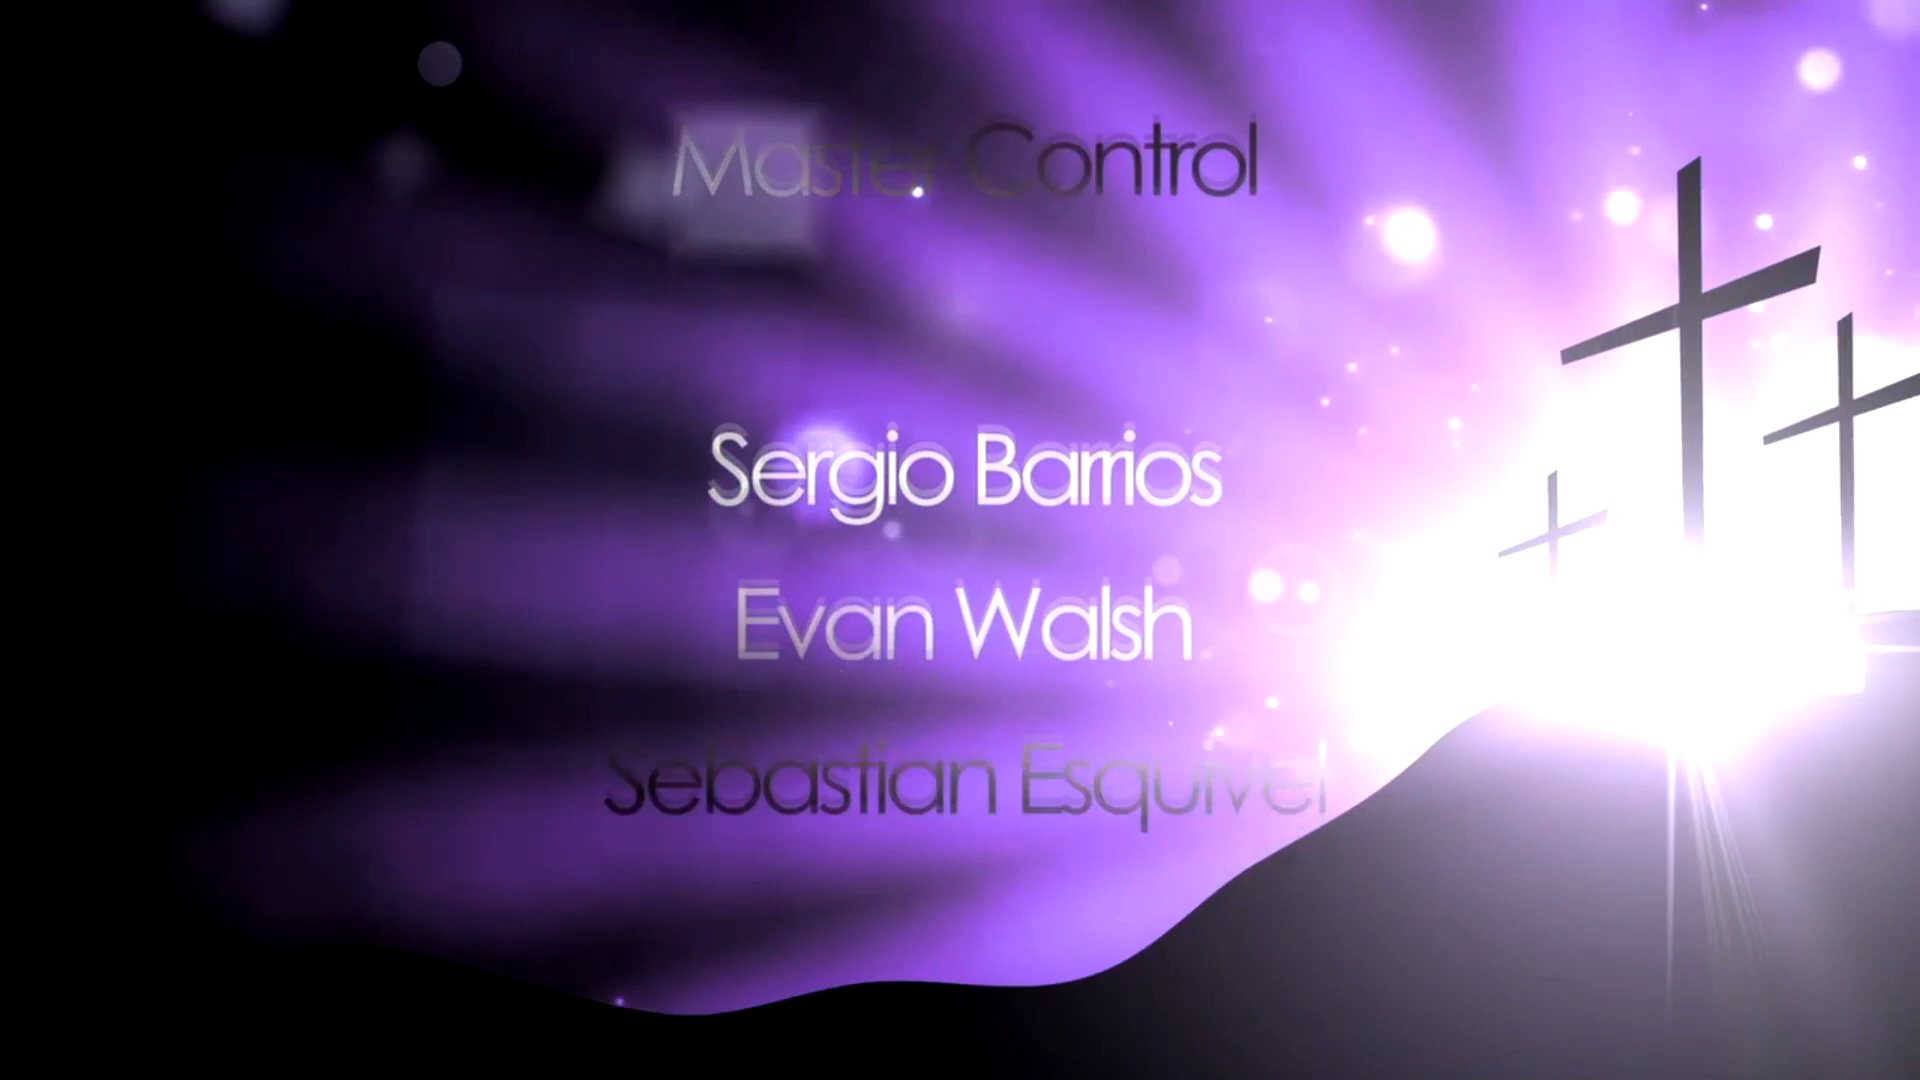 Master Control
Sergio Barrios
Evan Walsh
Sebastian Esquivel